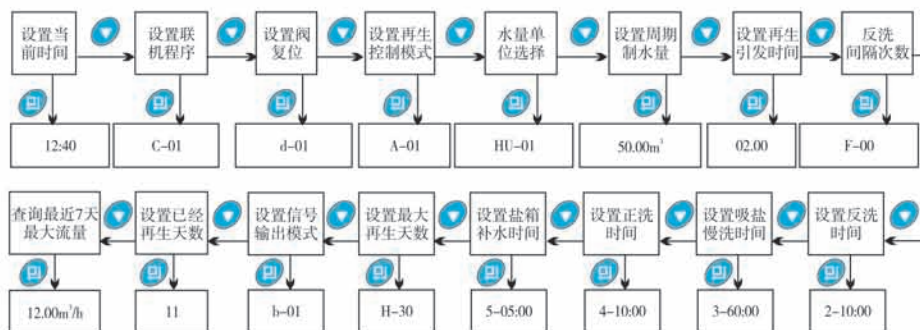 设置当
前时间
设置联
机程序
设置阀
复位
设置再生
控制模式
水量单
位选择
设置周期
制水量
设置再生
引发时间
反洗
间隔次数
12:40
C-01
d-01
A-01
HU-01
50.00m³
02.00
F-00
查询最近7天
最大流量
设置已经
再生天数
设置信号
输出模式
设置最大
再生天数
设置盐箱
补水时间
设置正洗
时间
设置吸盐
慢洗时间
设置反洗
时间
12.00m³/h
11
b-01
H-30
5-05:00
4-10:00
3-60:00
2-10:00